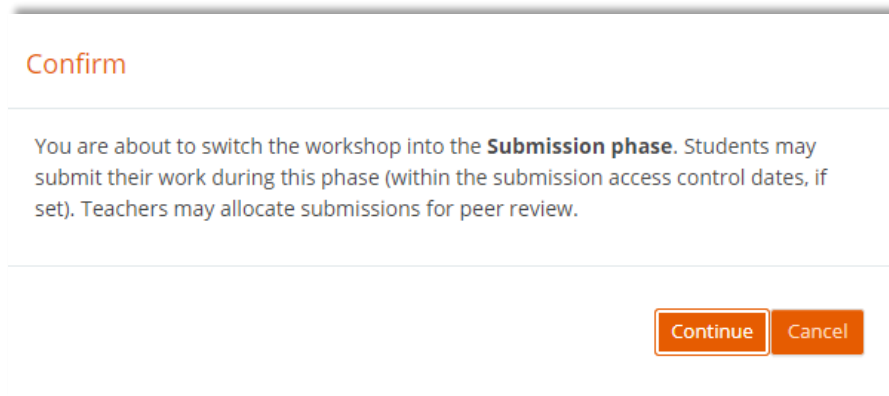 Confirm
You are about to switch the workshop into the Submission phase. Students may
submit their work during this phase (within the submission access control dates, if
set). Teachers may allocate submissions for peer review.
Continue Cancel